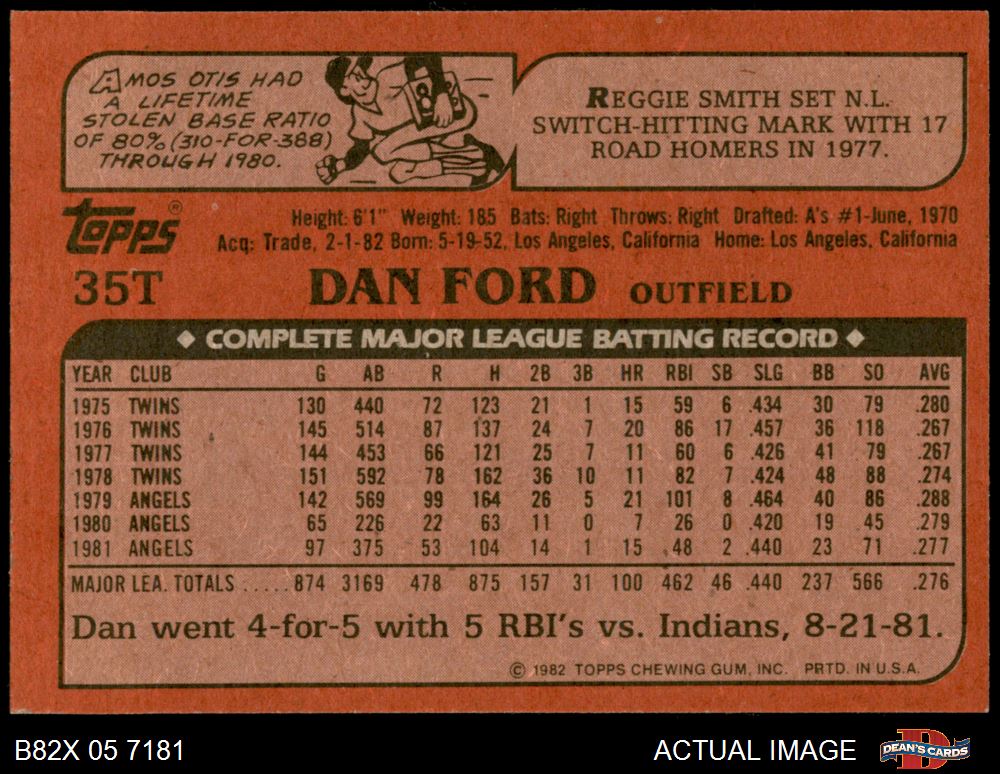 AMOS OTIS HAD
A LIFETIME
STOLEN BASE RATIO
OF 80% (310-FOR-388)
THROUGH 1980.
REGGIE SMITH SET N.L.
SWITCH-HITTING MARK WITH 17
ROAD HOMERS IN 1977.
topps®
Height: 6'1" Weight: 185 Bats: Right Throws: Right Drafted: A's #1-June, 1970
Acq: Trade, 2-1-82 Born: 5-19-52, Los Angeles, California Home: Los Angeles, California
35T DAN FORD OUTFIELD
◆ COMPLETE MAJOR LEAGUE BATTING RECORD ◆
YEAR CLUB G AB R H 2B 3B HR RBI SB SLG BB SO AVG
1975 TWINS 130 440 72 123 21 1 15 59 6 .434 30 79 .280
1976 TWINS 145 514 87 137 24 7 20 86 17 .457 36 118 .267
1977 TWINS 144 453 66 121 25 7 11 60 6 .426 41 79 .267
1978 TWINS 151 592 78 162 36 10 11 82 7 .424 48 88 .274
1979 ANGELS 142 569 99 164 26 5 21 101 8 .464 40 86 .288
1980 ANGELS 65 226 22 63 11 0 7 26 0 .420 19 45 .279
1981 ANGELS 97 375 53 104 14 1 15 48 2 .440 23 71 .277
MAJOR LEA. TOTALS ..... 874 3169 478 875 157 31 100 462 46 .440 237 566 .276
Dan went 4-for-5 with 5 RBI's vs. Indians, 8-21-81.
© 1982 TOPPS CHEWING GUM, INC. PRTD. IN U.S.A.
B82X 05 7181 ACTUAL IMAGE DEAN'S CARDS